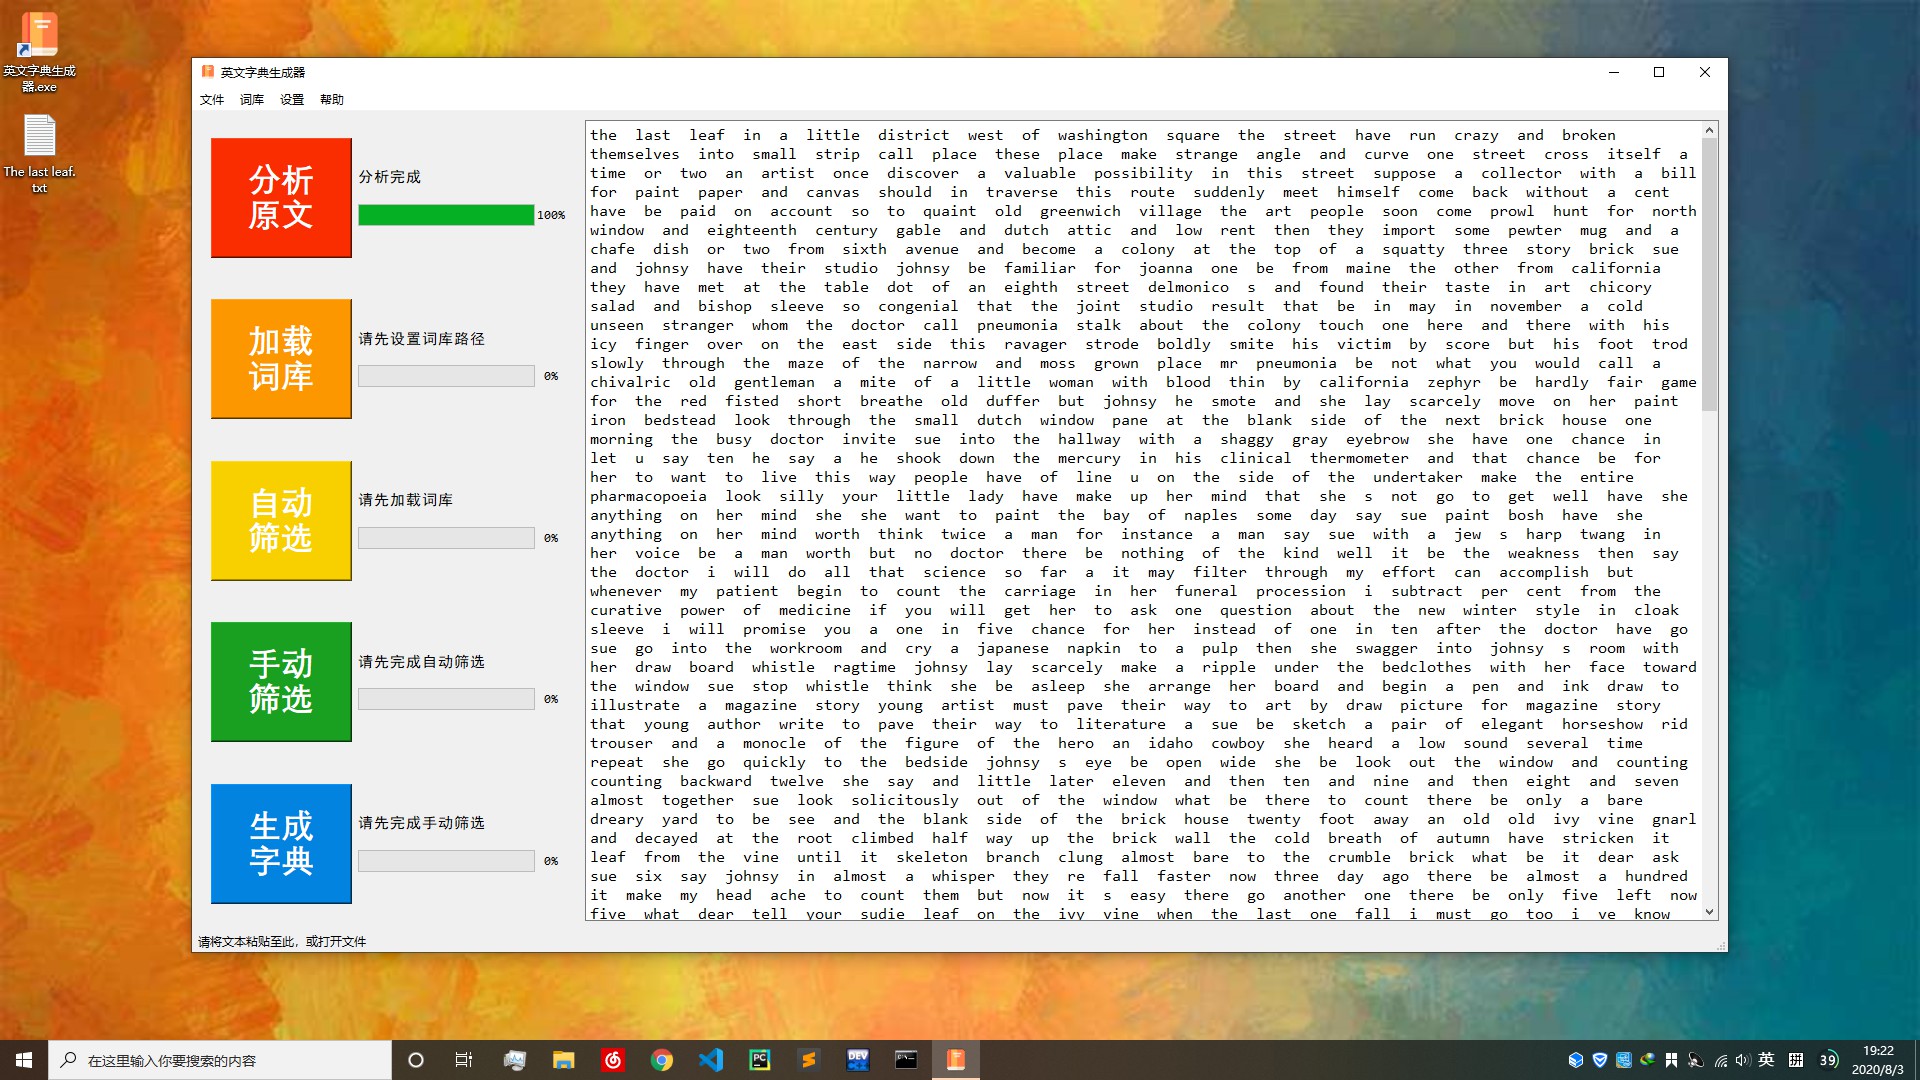 英文字典生成
器.exe
The last leaf.
txt
英文字典生成器
文件 词库 设置 帮助
分析
原文
分析完成
100%
加载
词库
请先设置词库路径
0%
自动
筛选
请先加载词库
0%
手动
筛选
请先完成自动筛选
0%
生成
字典
请先完成手动筛选
0%
the last leaf in a little district west of washington square the street have run crazy and broken
themselves into small strip call place these place make strange angle and curve one street cross itself a
time or two an artist once discover a valuable possibility in this street suppose a collector with a bill
for paint paper and canvas should in traverse this route suddenly meet himself come back without a cent
have be paid on account so to quaint old greenwich village the art people soon come prowl hunt for north
window and eighteenth century gable and dutch attic and low rent then they import some pewter mug and a
chafe dish or two from sixth avenue and become a colony at the top of a squatty three story brick sue
and johnsy have their studio johnsy be familiar for joanna one be from maine the other from california
they have met at the table dot of an eighth street delmonico s and found their taste in art chicory
salad and bishop sleeve so congenial that the joint studio result that be in may in november a cold
unseen stranger whom the doctor call pneumonia stalk about the colony touch one here and there with his
icy finger over on the east side this ravager strode boldly smite his victim by score but his foot trod
slowly through the maze of the narrow and moss grown place mr pneumonia be not what you would call a
chivalric old gentleman a mite of a little woman with blood thin by california zephyr be hardly fair game
for the red fisted short breathe old duffer but johnsy he smote and she lay scarcely move on her paint
iron bedstead look through the small dutch window pane at the blank side of the next brick house one
morning the busy doctor invite sue into the hallway with a shaggy gray eyebrow she have one chance in
let u say ten he say a he shook down the mercury in his clinical thermometer and that chance be for
her to want to live this way people have of line u on the side of the undertaker make the entire
pharmacopoeia look silly your little lady have make up her mind that she s not go to get well have she
anything on her mind she she want to paint the bay of naples some day say sue paint bosh have she
anything on her mind worth think twice a man for instance a man say sue with a jew s harp twang in
her voice be a man worth but no doctor there be nothing of the kind well it be the weakness then say
the doctor i will do all that science so far a it may filter through my effort can accomplish but
whenever my patient begin to count the carriage in her funeral procession i subtract per cent from the
curative power of medicine if you will get her to ask one question about the new winter style in cloak
sleeve i will promise you a one in five chance for her instead of one in ten after the doctor have go
sue go into the workroom and cry a japanese napkin to a pulp then she swagger into johnsy s room with
her draw board whistle ragtime johnsy lay scarcely make a ripple under the bedclothes with her face toward
the window sue stop whistle think she be asleep she arrange her board and begin a pen and ink draw to
illustrate a magazine story young artist must pave their way to art by draw picture for magazine story
that young author write to pave their way to literature a sue be sketch a pair of elegant horseshow rid
trouser and a monocle of the figure of the hero an idaho cowboy she heard a low sound several time
repeat she go quickly to the bedside johnsy s eye be open wide she be look out the window and counting
counting backward twelve she say and little later eleven and then ten and nine and then eight and seven
almost together sue look solicitously out of the window what be there to count there be only a bare
dreary yard to be see and the blank side of the brick house twenty foot away an old old ivy vine gnarl
and decayed at the root climbed half way up the brick wall the cold breath of autumn have stricken it
leaf from the vine until it skeleton branch clung almost bare to the crumble brick what be it dear ask
sue six say johnsy in almost a whisper they re fall faster now three day ago there be almost a hundred
it make my head ache to count them but now it s easy there go another one there be only five left now
five what dear tell your sudie leaf on the ivy vine when the last one fall i must go too i ve know
请将文本粘贴至此，或打开文件
在这里输入你要搜索的内容
PC
DEV
英
拼
39
19:22
2020/8/3